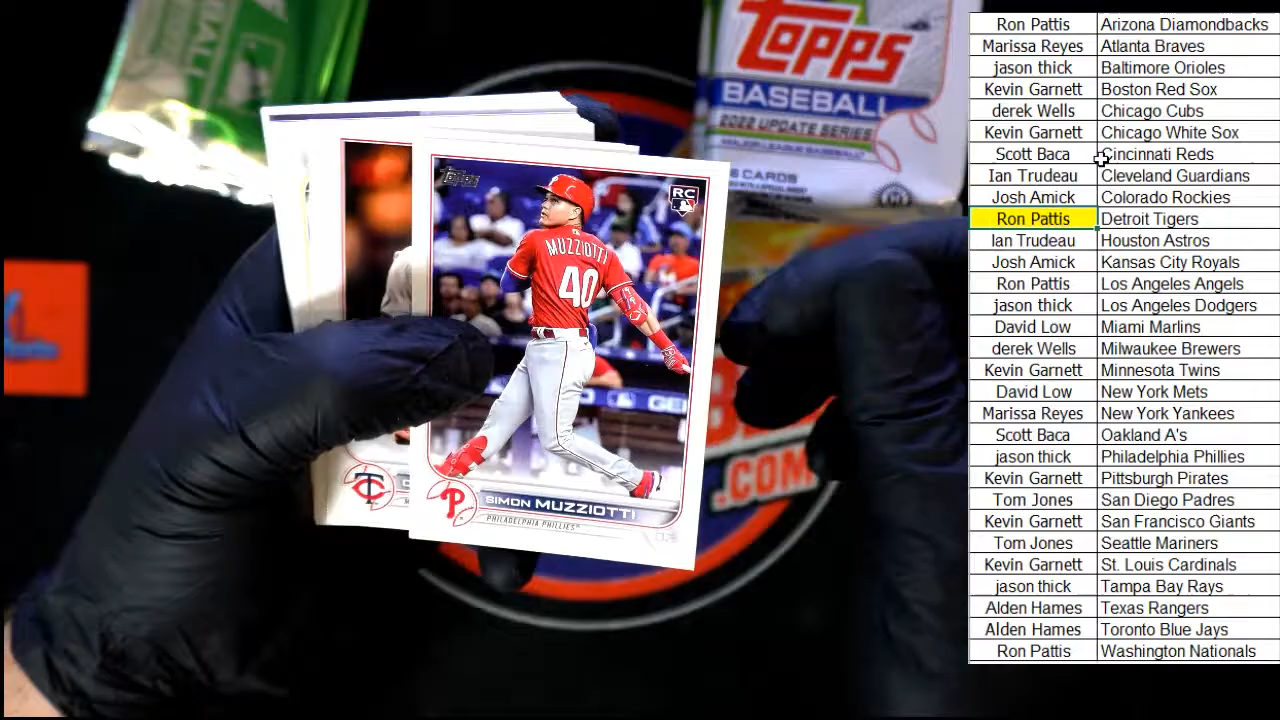 TOPPS
BASEBALL
2022 UPDATE SERIES
MAJOR LEAGUE BASEBALL
CARDS
Topps
RC
MUZZIOTTI
40
GE
.COM
TC
P
SIMON MUZZIOTTI
PHILADELPHIA PHILLIES
Ron Pattis Arizona Diamondbacks
Marissa Reyes Atlanta Braves
jason thick Baltimore Orioles
Kevin Garnett Boston Red Sox
derek Wells Chicago Cubs
Kevin Garnett Chicago White Sox
Scott Baca Cincinnati Reds
Ian Trudeau Cleveland Guardians
Josh Amick Colorado Rockies
Ron Pattis Detroit Tigers
Ian Trudeau Houston Astros
Josh Amick Kansas City Royals
Ron Pattis Los Angeles Angels
jason thick Los Angeles Dodgers
David Low Miami Marlins
derek Wells Milwaukee Brewers
Kevin Garnett Minnesota Twins
David Low New York Mets
Marissa Reyes New York Yankees
Scott Baca Oakland A's
jason thick Philadelphia Phillies
Kevin Garnett Pittsburgh Pirates
Tom Jones San Diego Padres
Kevin Garnett San Francisco Giants
Tom Jones Seattle Mariners
Kevin Garnett St. Louis Cardinals
jason thick Tampa Bay Rays
Alden Hames Texas Rangers
Alden Hames Toronto Blue Jays
Ron Pattis Washington Nationals